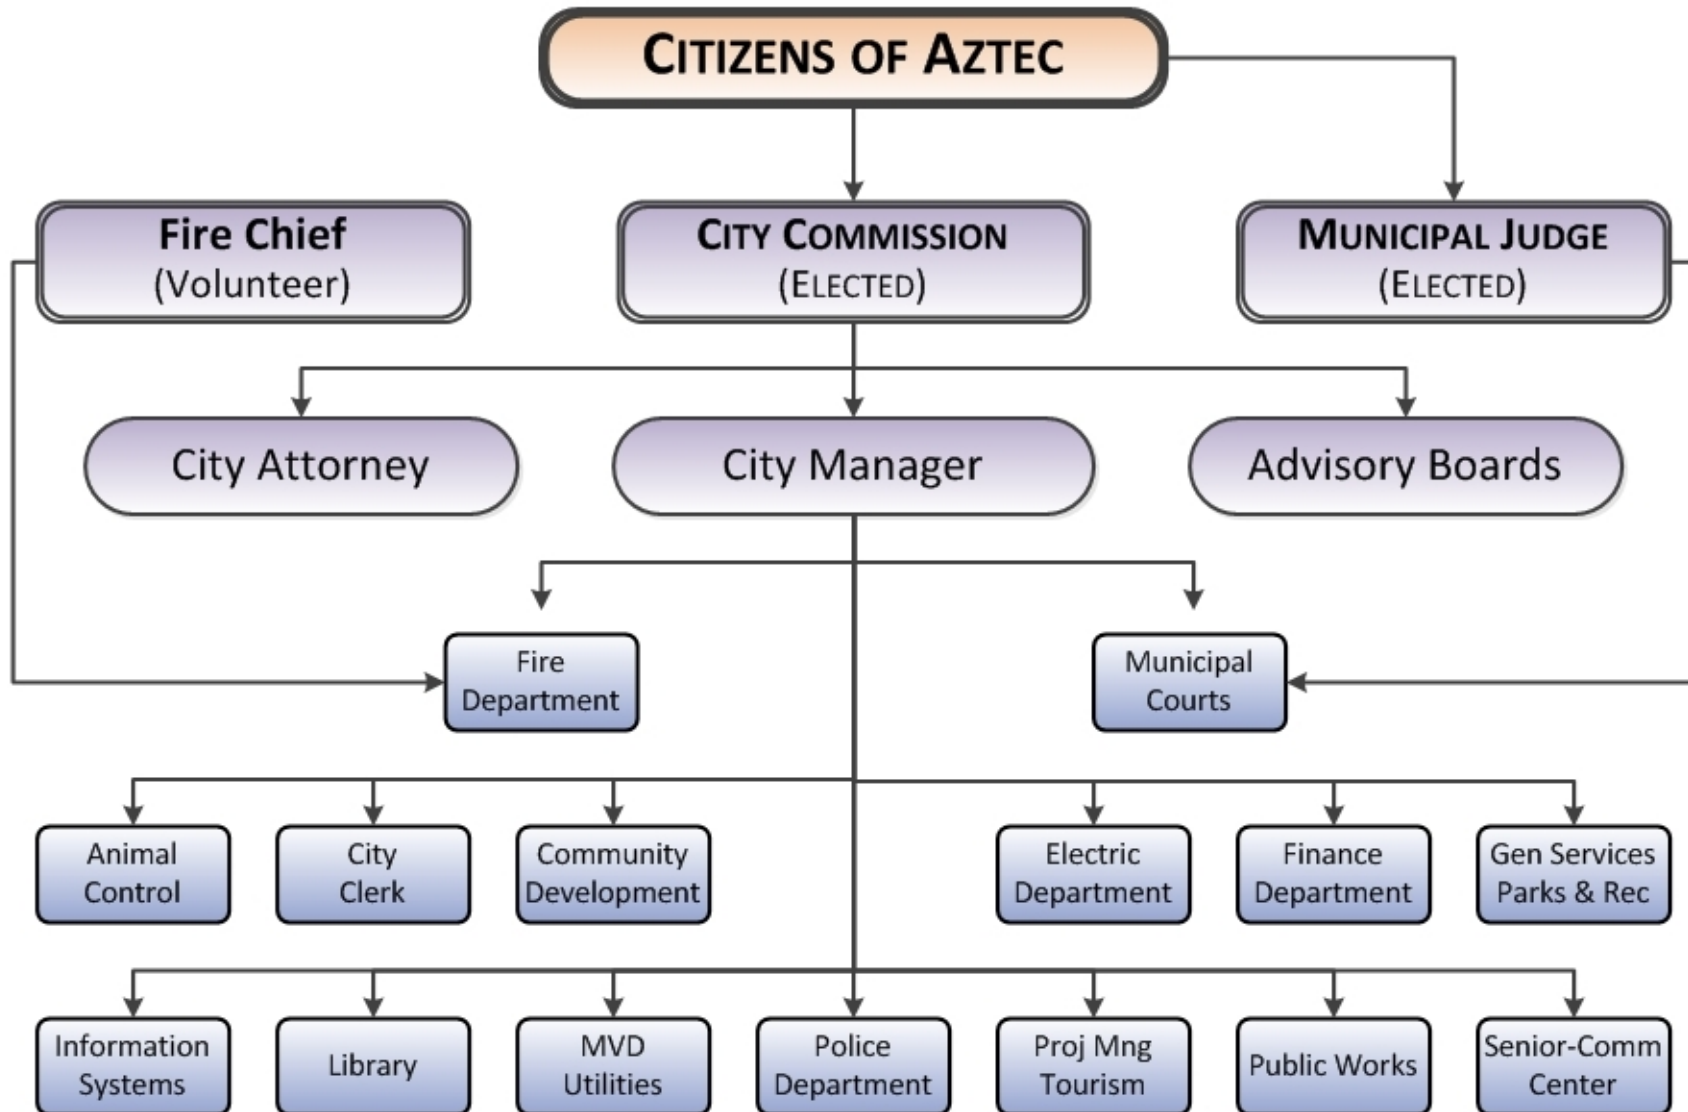 CITIZENS OF AZTEC
Fire Chief
(Volunteer)
CITY COMMISSION
(ELECTED)
MUNICIPAL JUDGE
(ELECTED)
City Attorney
City Manager
Advisory Boards
Fire
Department
Municipal
Courts
Animal
Control
City
Clerk
Community
Development
Electric
Department
Finance
Department
Gen Services
Parks & Rec
Information
Systems
Library
MVD
Utilities
Police
Department
Proj Mng
Tourism
Public Works
Senior-Comm
Center